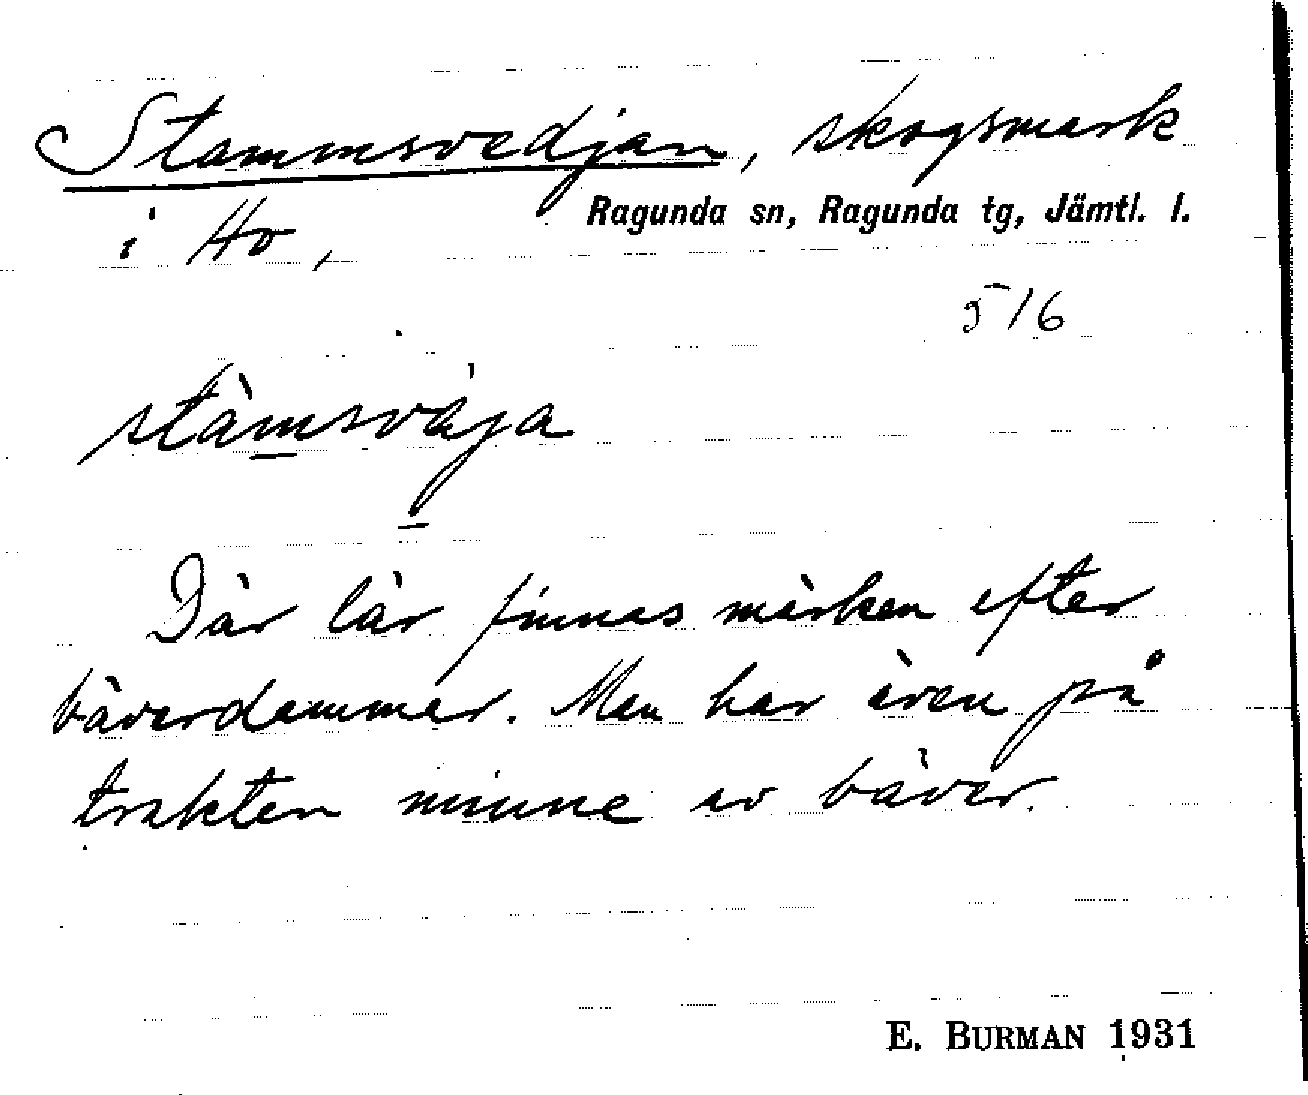 Stammsvedjan, skogsmark
Ragunda sn, Ragunda tg, Jämtl. l.
i Ho,
516
stàmsvája
Där lär finnas märken efter
bäverdammar. Man har även på
trakten minne av bäver.
E. BURMAN 1931